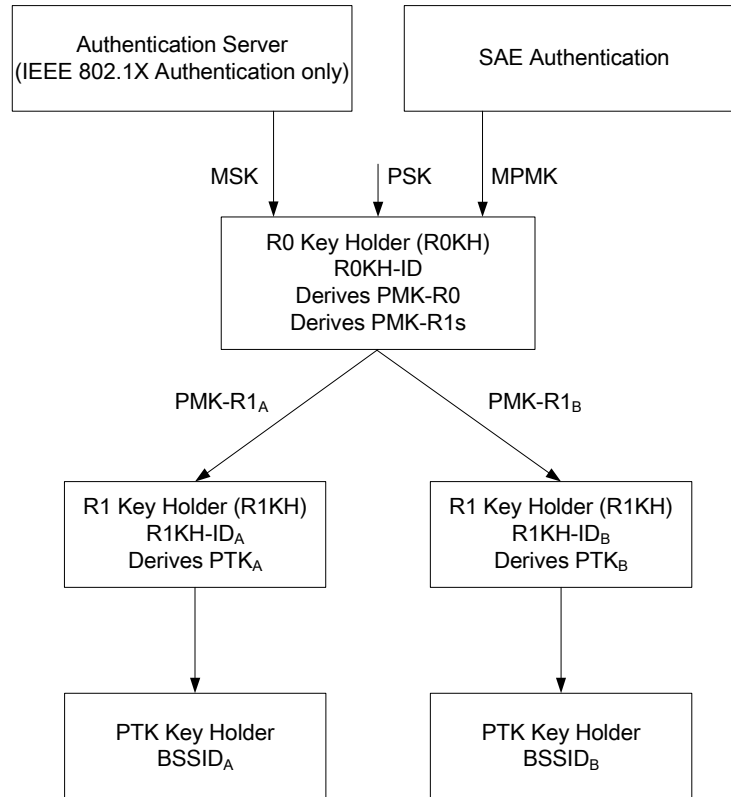 Authentication Server
(IEEE 802.1X Authentication only)
SAE Authentication
MSK
PSK
MPMK
R0 Key Holder (R0KH)
R0KH-ID
Derives PMK-R0
Derives PMK-R1s
PMK-R1A
PMK-R1B
R1 Key Holder (R1KH)
R1KH-IDA
Derives PTKA
R1 Key Holder (R1KH)
R1KH-IDB
Derives PTKB
PTK Key Holder
BSSIDA
PTK Key Holder
BSSIDB